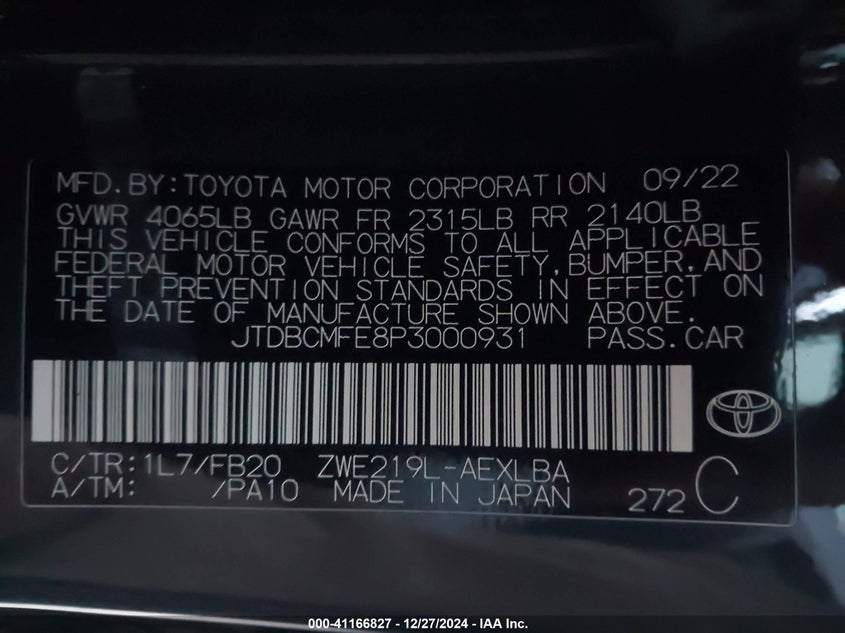 MFD.BY:TOYOTA MOTOR CORPORATION 09/22
GVWR 4065LB GAWR FR 2315LB RR 2140LB
THIS VEHICLE CONFORMS TO ALL APPLICABLE
FEDERAL MOTOR VEHICLE SAFETY,BUMPER,AND
THEFT PREVENTION STANDARDS IN EFFECT ON
THE DATE OF MANUFACTURE SHOWN ABOVE.
JTDBCMFE8P3000931 PASS.CAR
C/TR:1L7/FB20 ZWE219L-AEXLBA
A/TM: /PA10 MADE IN JAPAN 272 C
000-41166827 - 12/27/2024 - IAA Inc.